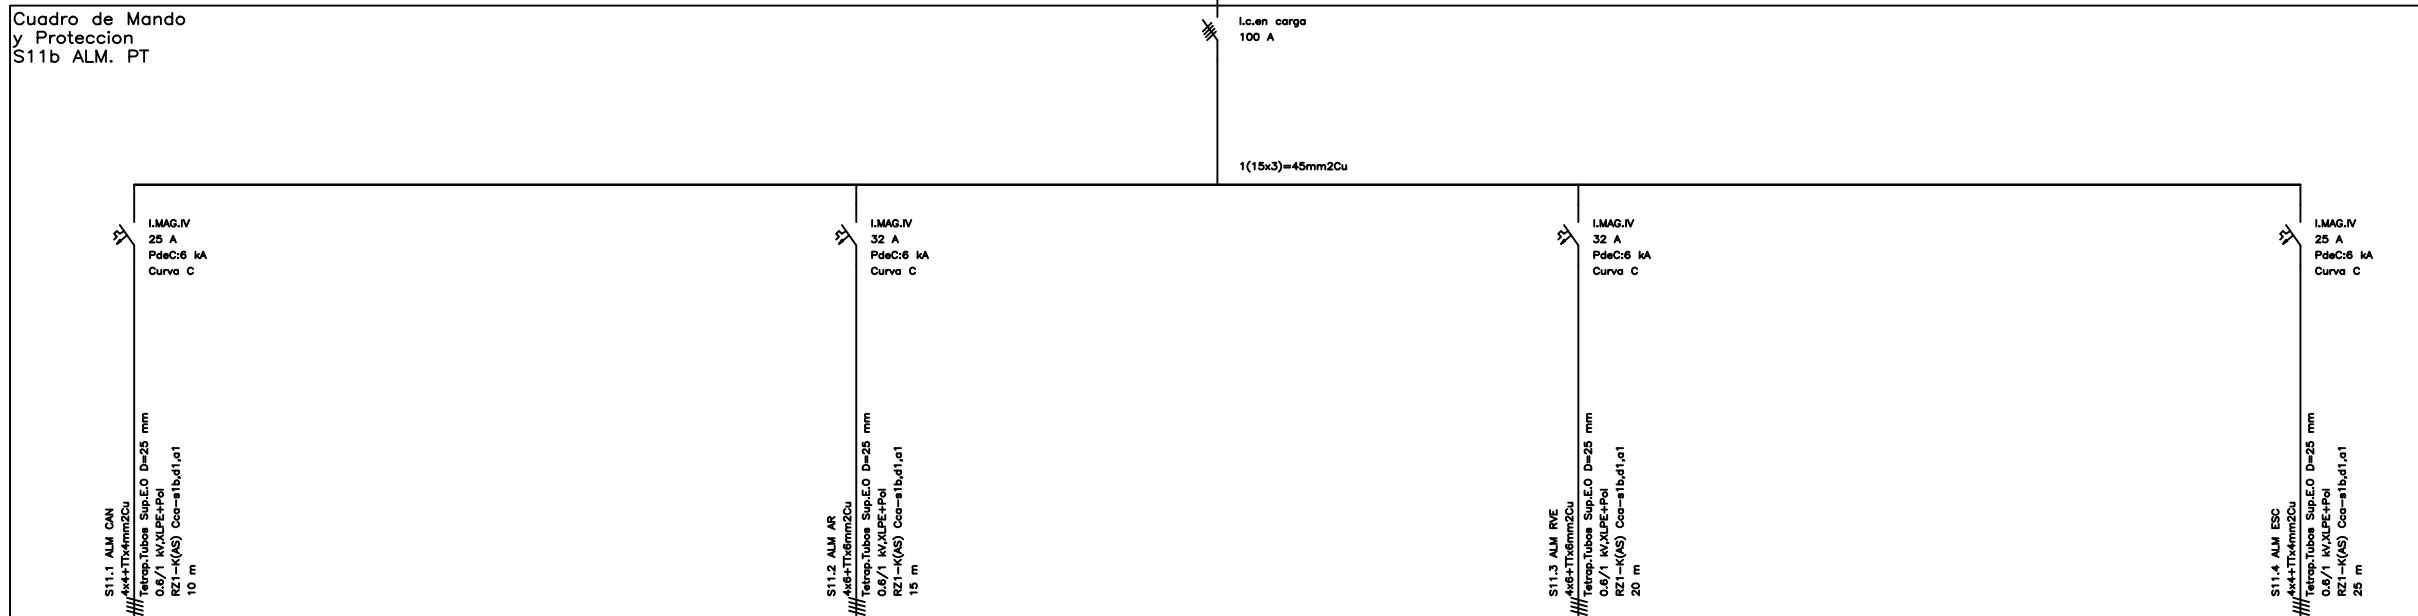 Cuadro de Mando
y Proteccion
S11b ALM. PT
I.c.en carga
100 A
1(15x3)=45mm2Cu
I.MAG.IV
25 A
PdeC:6 kA
Curva C
I.MAG.IV
32 A
PdeC:6 kA
Curva C
I.MAG.IV
32 A
PdeC:6 kA
Curva C
I.MAG.IV
25 A
PdeC:6 kA
Curva C
S11.1 ALM CAN
4x4+TTx4mm2Cu
Tetrap.Tubos Sup.E.O D=25 mm
0.6/1 kV,XLPE+Pol
RZ1-K(AS) Cca-s1b,d1,a1
10 m
S11.2 ALM AR
4x6+TTx6mm2Cu
Tetrap.Tubos Sup.E.O D=25 mm
0.6/1 kV,XLPE+Pol
RZ1-K(AS) Cca-s1b,d1,a1
15 m
S11.3 ALM RVE
4x6+TTx6mm2Cu
Tetrap.Tubos Sup.E.O D=25 mm
0.6/1 kV,XLPE+Pol
RZ1-K(AS) Cca-s1b,d1,a1
20 m
S11.4 ALM ESC
4x4+TTx4mm2Cu
Tetrap.Tubos Sup.E.O D=25 mm
0.6/1 kV,XLPE+Pol
RZ1-K(AS) Cca-s1b,d1,a1
25 m